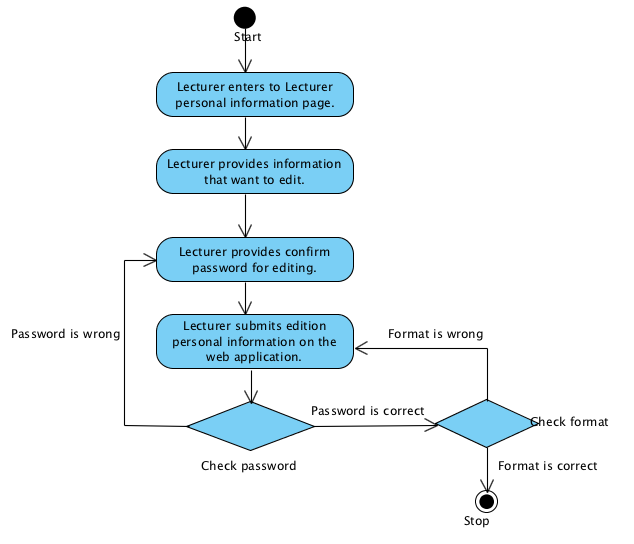 Start
Lecturer enters to Lecturer
personal information page.
Lecturer provides information
that want to edit.
Lecturer provides confirm
password for editing.
Lecturer submits edition
personal information on the
web application.
Password is wrong
Format is wrong
Password is correct
Check format
Check password
Format is correct
Stop